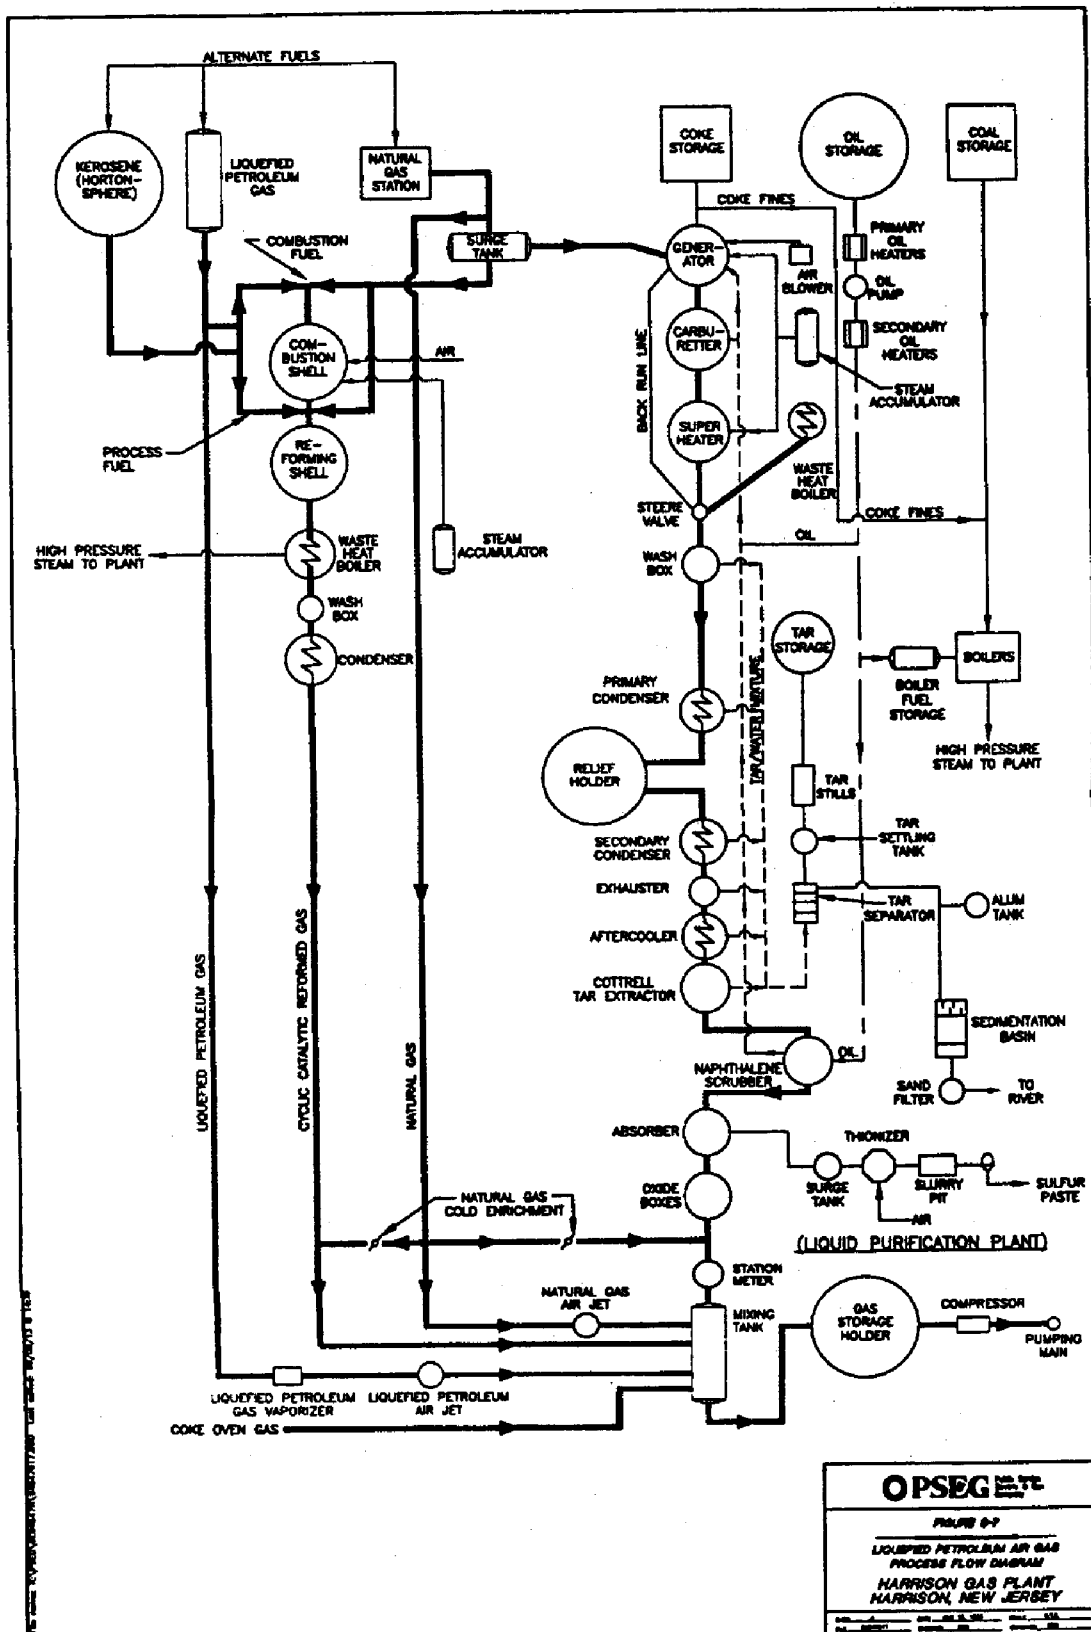 ALTERNATE FUELS
KEROSENE
(HORTON-
SPHERE)
LIQUEFIED
PETROLEUM
GAS
NATURAL
GAS
STATION
COKE
STORAGE
OIL
STORAGE
COAL
STORAGE
COKE FINES
COMBUSTION
FUEL
SURGE
TANK
GENER-
ATOR
AIR
BLOWER
PRIMARY
OIL
HEATERS
OIL
PUMP
SECONDARY
OIL
HEATERS
COM-
BUSTION
SHELL
AIR
BACK RUN LINE
CARBU-
RETTER
STEAM
ACCUMULATOR
SUPER
HEATER
PROCESS
FUEL
RE-
FORMING
SHELL
WASTE
HEAT
BOILER
STEERE
VALVE
COKE FINES
HIGH PRESSURE
STEAM TO PLANT
WASTE
HEAT
BOILER
STEAM
ACCUMULATOR
OIL
WASH
BOX
WASH
BOX
CONDENSER
TAR
STORAGE
BOILERS
BOILER
FUEL
STORAGE
PRIMARY
CONDENSER
TAR/WATER MIXTURE
HIGH PRESSURE
STEAM TO PLANT
RELIEF
HOLDER
TAR
STILLS
SECONDARY
CONDENSER
TAR
SETTLING
TANK
EXHAUSTER
TAR
SEPARATOR
ALUM
TANK
AFTERCOOLER
COTTRELL
TAR EXTRACTOR
LIQUEFIED PETROLEUM GAS
CYCLIC CATALYTIC REFORMED GAS
NATURAL GAS
SEDIMENTATION
BASIN
OIL
NAPHTHALENE
SCRUBBER
SAND
FILTER
TO
RIVER
ABSORBER
THIONIZER
SURGE
TANK
SLURRY
PIT
SULFUR
PASTE
OXIDE
BOXES
AIR
NATURAL GAS
COLD ENRICHMENT
(LIQUID PURIFICATION PLANT)
STATION
METER
NATURAL GAS
AIR JET
MIXING
TANK
GAS
STORAGE
HOLDER
COMPRESSOR
PUMPING
MAIN
LIQUEFIED PETROLEUM
GAS VAPORIZER
LIQUEFIED PETROLEUM
AIR JET
COKE OVEN GAS
PSEG
LIQUEFIED PETROLEUM AIR GAS
PROCESS FLOW DIAGRAM
HARRISON GAS PLANT
HARRISON, NEW JERSEY